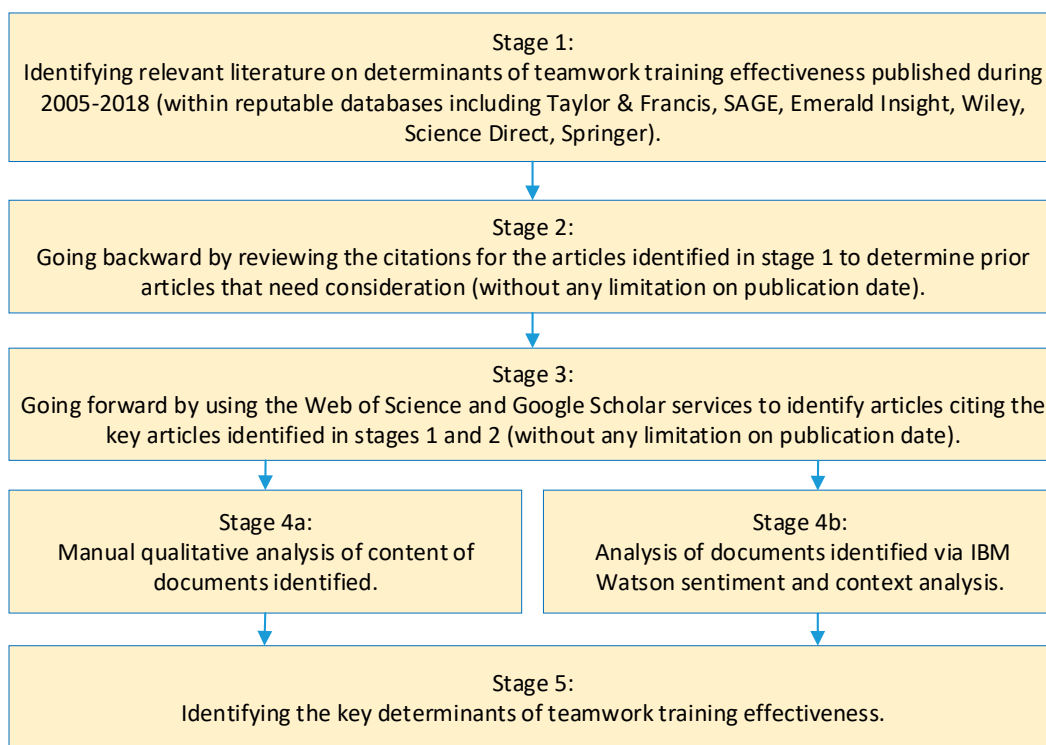 Stage 1:
Identifying relevant literature on determinants of teamwork training effectiveness published during
2005-2018 (within reputable databases including Taylor & Francis, SAGE, Emerald Insight, Wiley,
Science Direct, Springer).
Stage 2:
Going backward by reviewing the citations for the articles identified in stage 1 to determine prior
articles that need consideration (without any limitation on publication date).
Stage 3:
Going forward by using the Web of Science and Google Scholar services to identify articles citing the
key articles identified in stages 1 and 2 (without any limitation on publication date).
Stage 4a:
Manual qualitative analysis of content of
documents identified.
Stage 4b:
Analysis of documents identified via IBM
Watson sentiment and context analysis.
Stage 5:
Identifying the key determinants of teamwork training effectiveness.